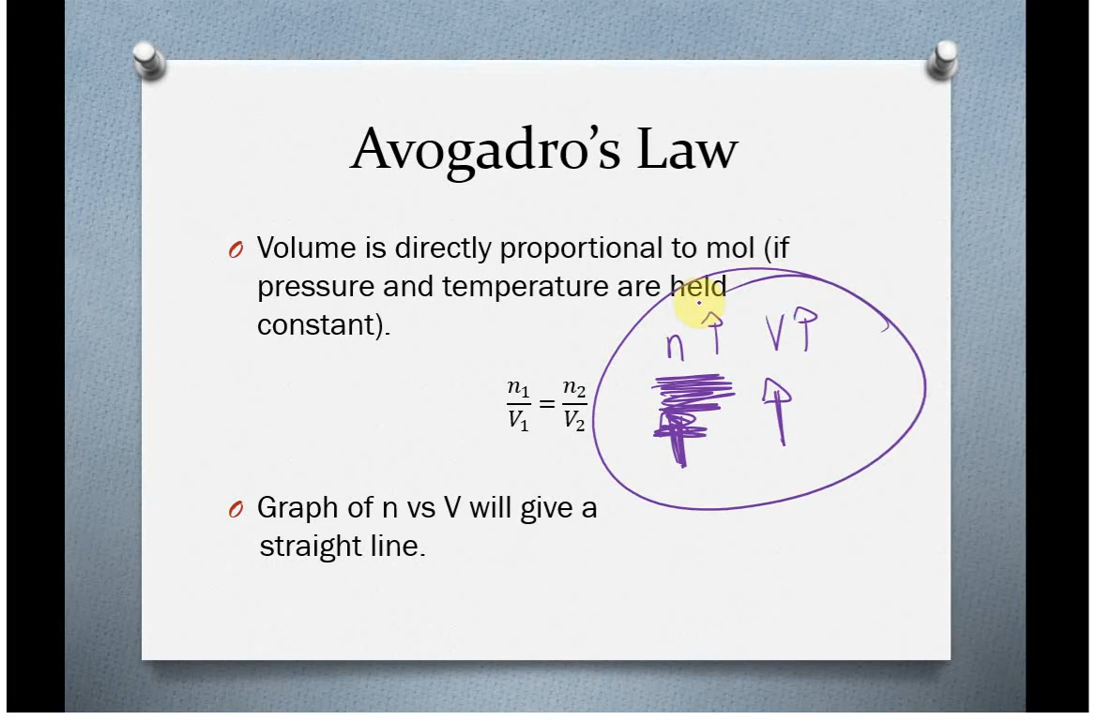 Avogadro's Law
Volume is directly proportional to mol (if
pressure and temperature are held
constant).
n ↑ V ↑
n₁/V₁ = n₂/V₂
Graph of n vs V will give a
straight line.